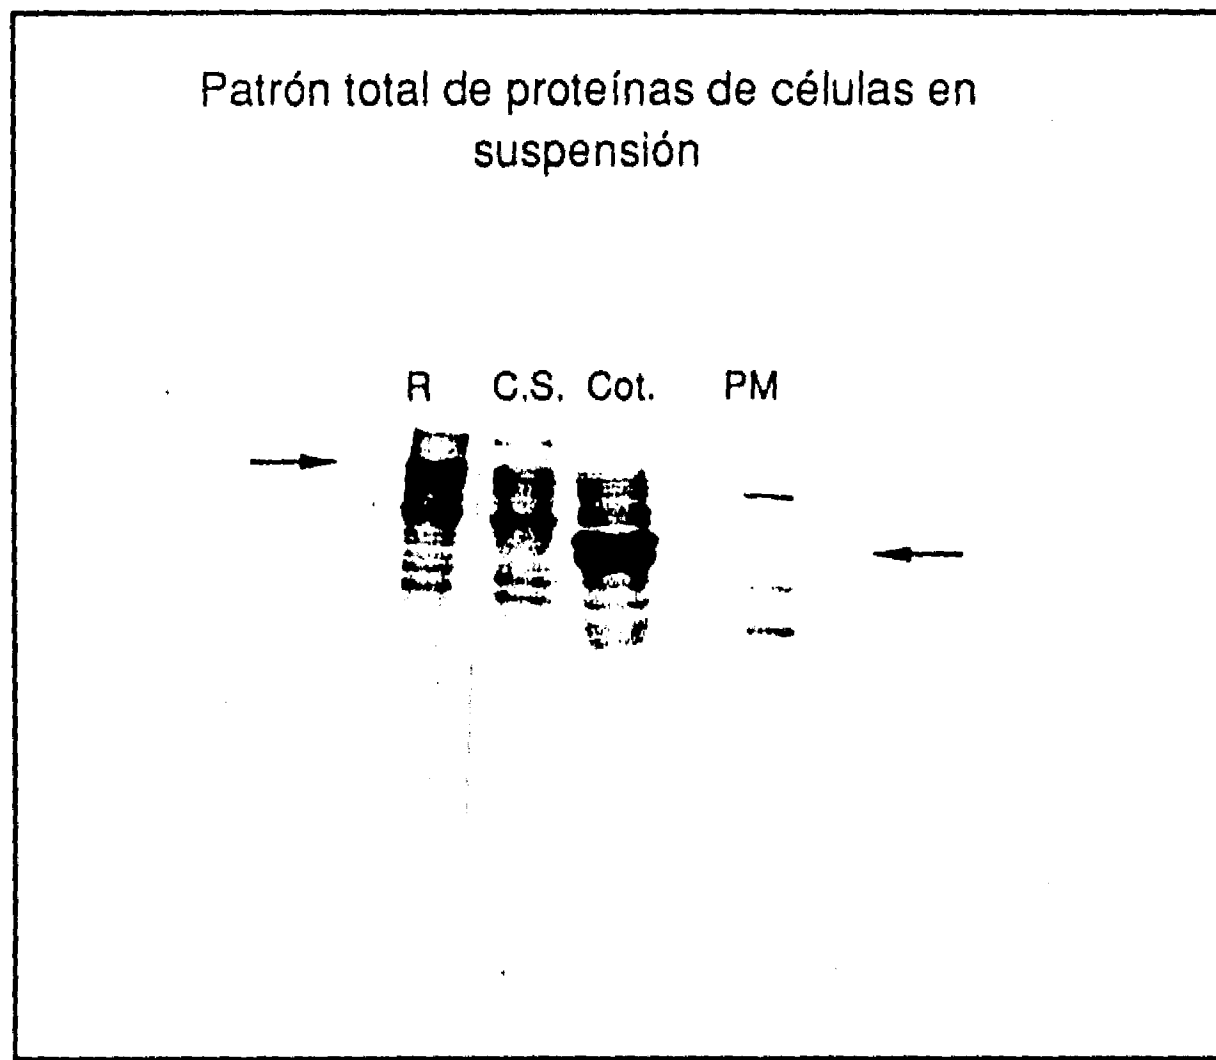 Patrón total de proteínas de células en
suspensión
R C.S. Cot. PM